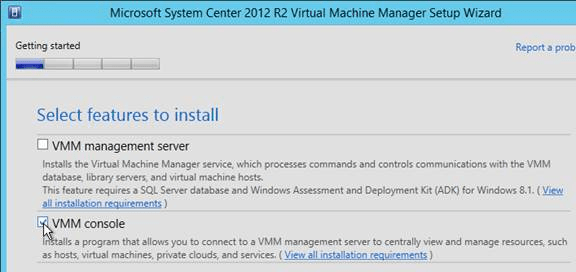 Microsoft System Center 2012 R2 Virtual Machine Manager Setup Wizard
Getting started
Report a prob
Select features to install
VMM management server
Installs the Virtual Machine Manager service, which processes commands and controls communications with the VMM
database, library servers, and virtual machine hosts.
This feature requires a SQL Server database and Windows Assessment and Deployment Kit (ADK) for Windows 8.1. ( View
all installation requirements )
VMM console
Installs a program that allows you to connect to a VMM management server to centrally view and manage resources, such
as hosts, virtual machines, private clouds, and services. ( View all installation requirements )